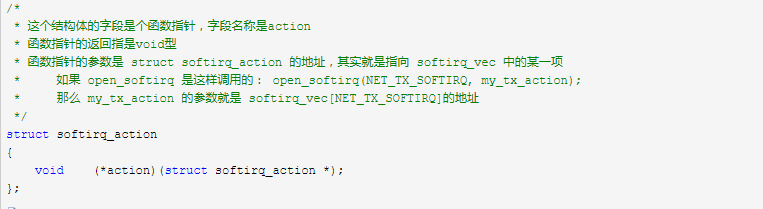 /*
 * 这个结构体的字段是个函数指针，字段名称是action
 * 函数指针的返回指是void型
 * 函数指针的参数是 struct softirq_action 的地址，其实就是指向 softirq_vec 中的某一项
 *     如果 open_softirq 是这样调用的： open_softirq(NET_TX_SOFTIRQ, my_tx_action);
 *     那么 my_tx_action 的参数就是 softirq_vec[NET_TX_SOFTIRQ]的地址
 */
struct softirq_action
{
    void    (*action)(struct softirq_action *);
};